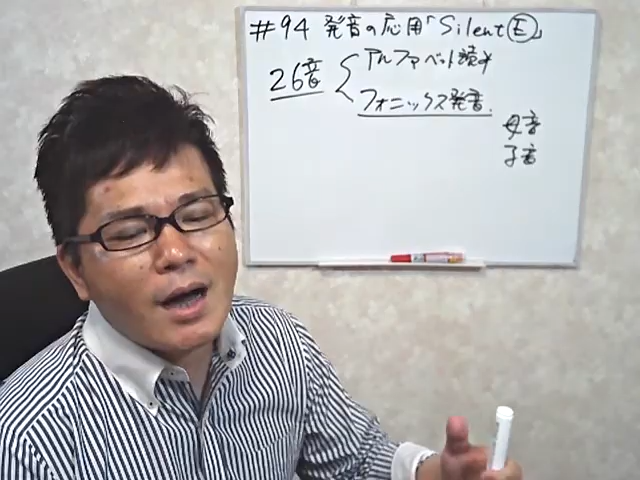 #94 発音の応用「Silent Ⓔ」
26音
アルファベット読み
フォニックス発音.
母音
子音